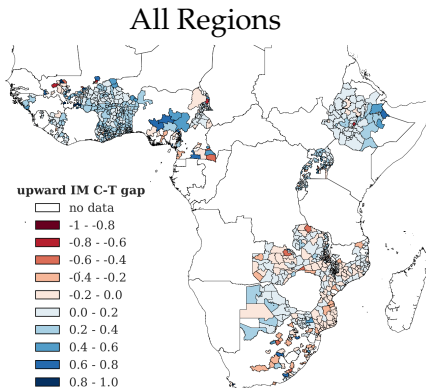 All Regions
upward IM C-T gap
no data
-1 - -0.8
-0.8 - -0.6
-0.6 - -0.4
-0.4 - -0.2
-0.2 - 0.0
0.0 - 0.2
0.2 - 0.4
0.4 - 0.6
0.6 - 0.8
0.8 - 1.0